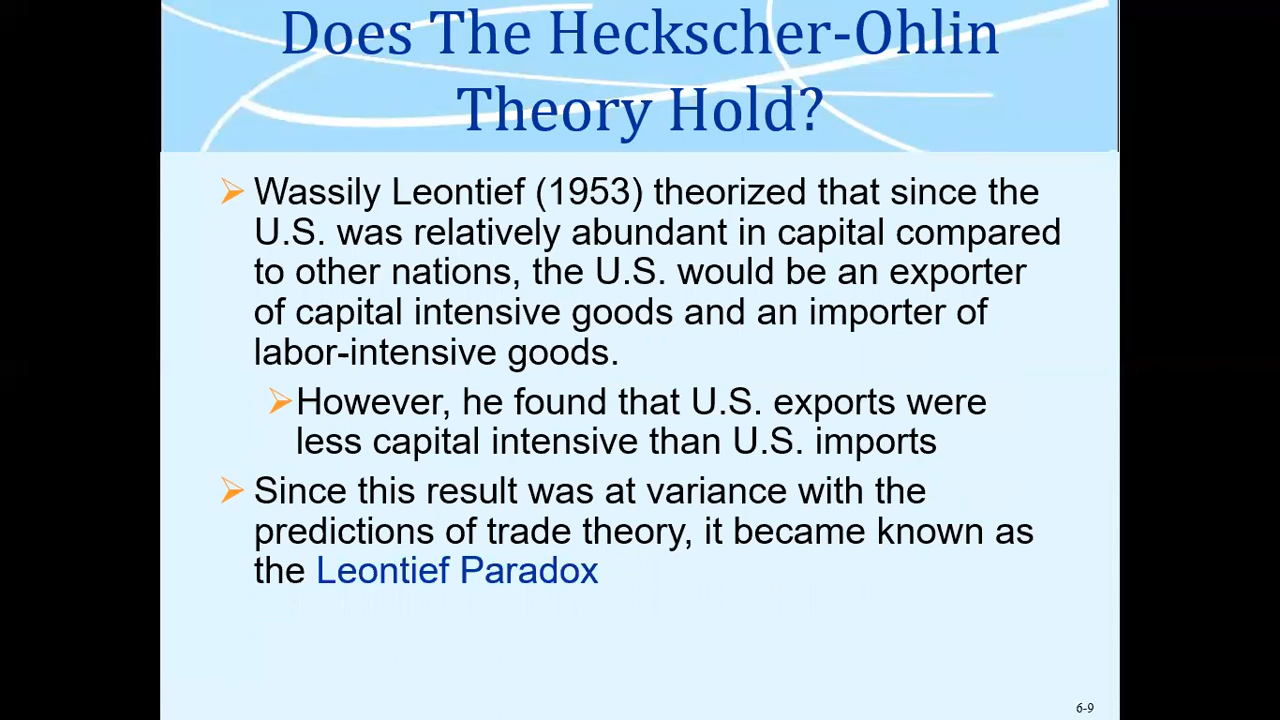 Does The Heckscher-Ohlin
Theory Hold?
Wassily Leontief (1953) theorized that since the
U.S. was relatively abundant in capital compared
to other nations, the U.S. would be an exporter
of capital intensive goods and an importer of
labor-intensive goods.
However, he found that U.S. exports were
less capital intensive than U.S. imports
Since this result was at variance with the
predictions of trade theory, it became known as
the Leontief Paradox
6-9